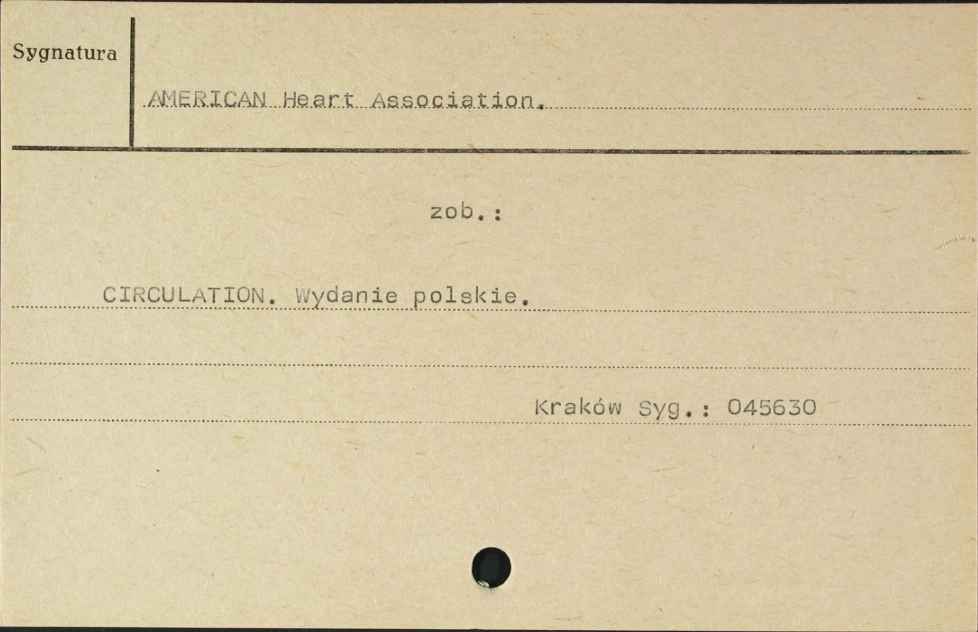 Sygnatura
AMERICAN Heart Association.
zob.:
CIRCULATION. Wydanie polskie.
Kraków Syg.: 045630